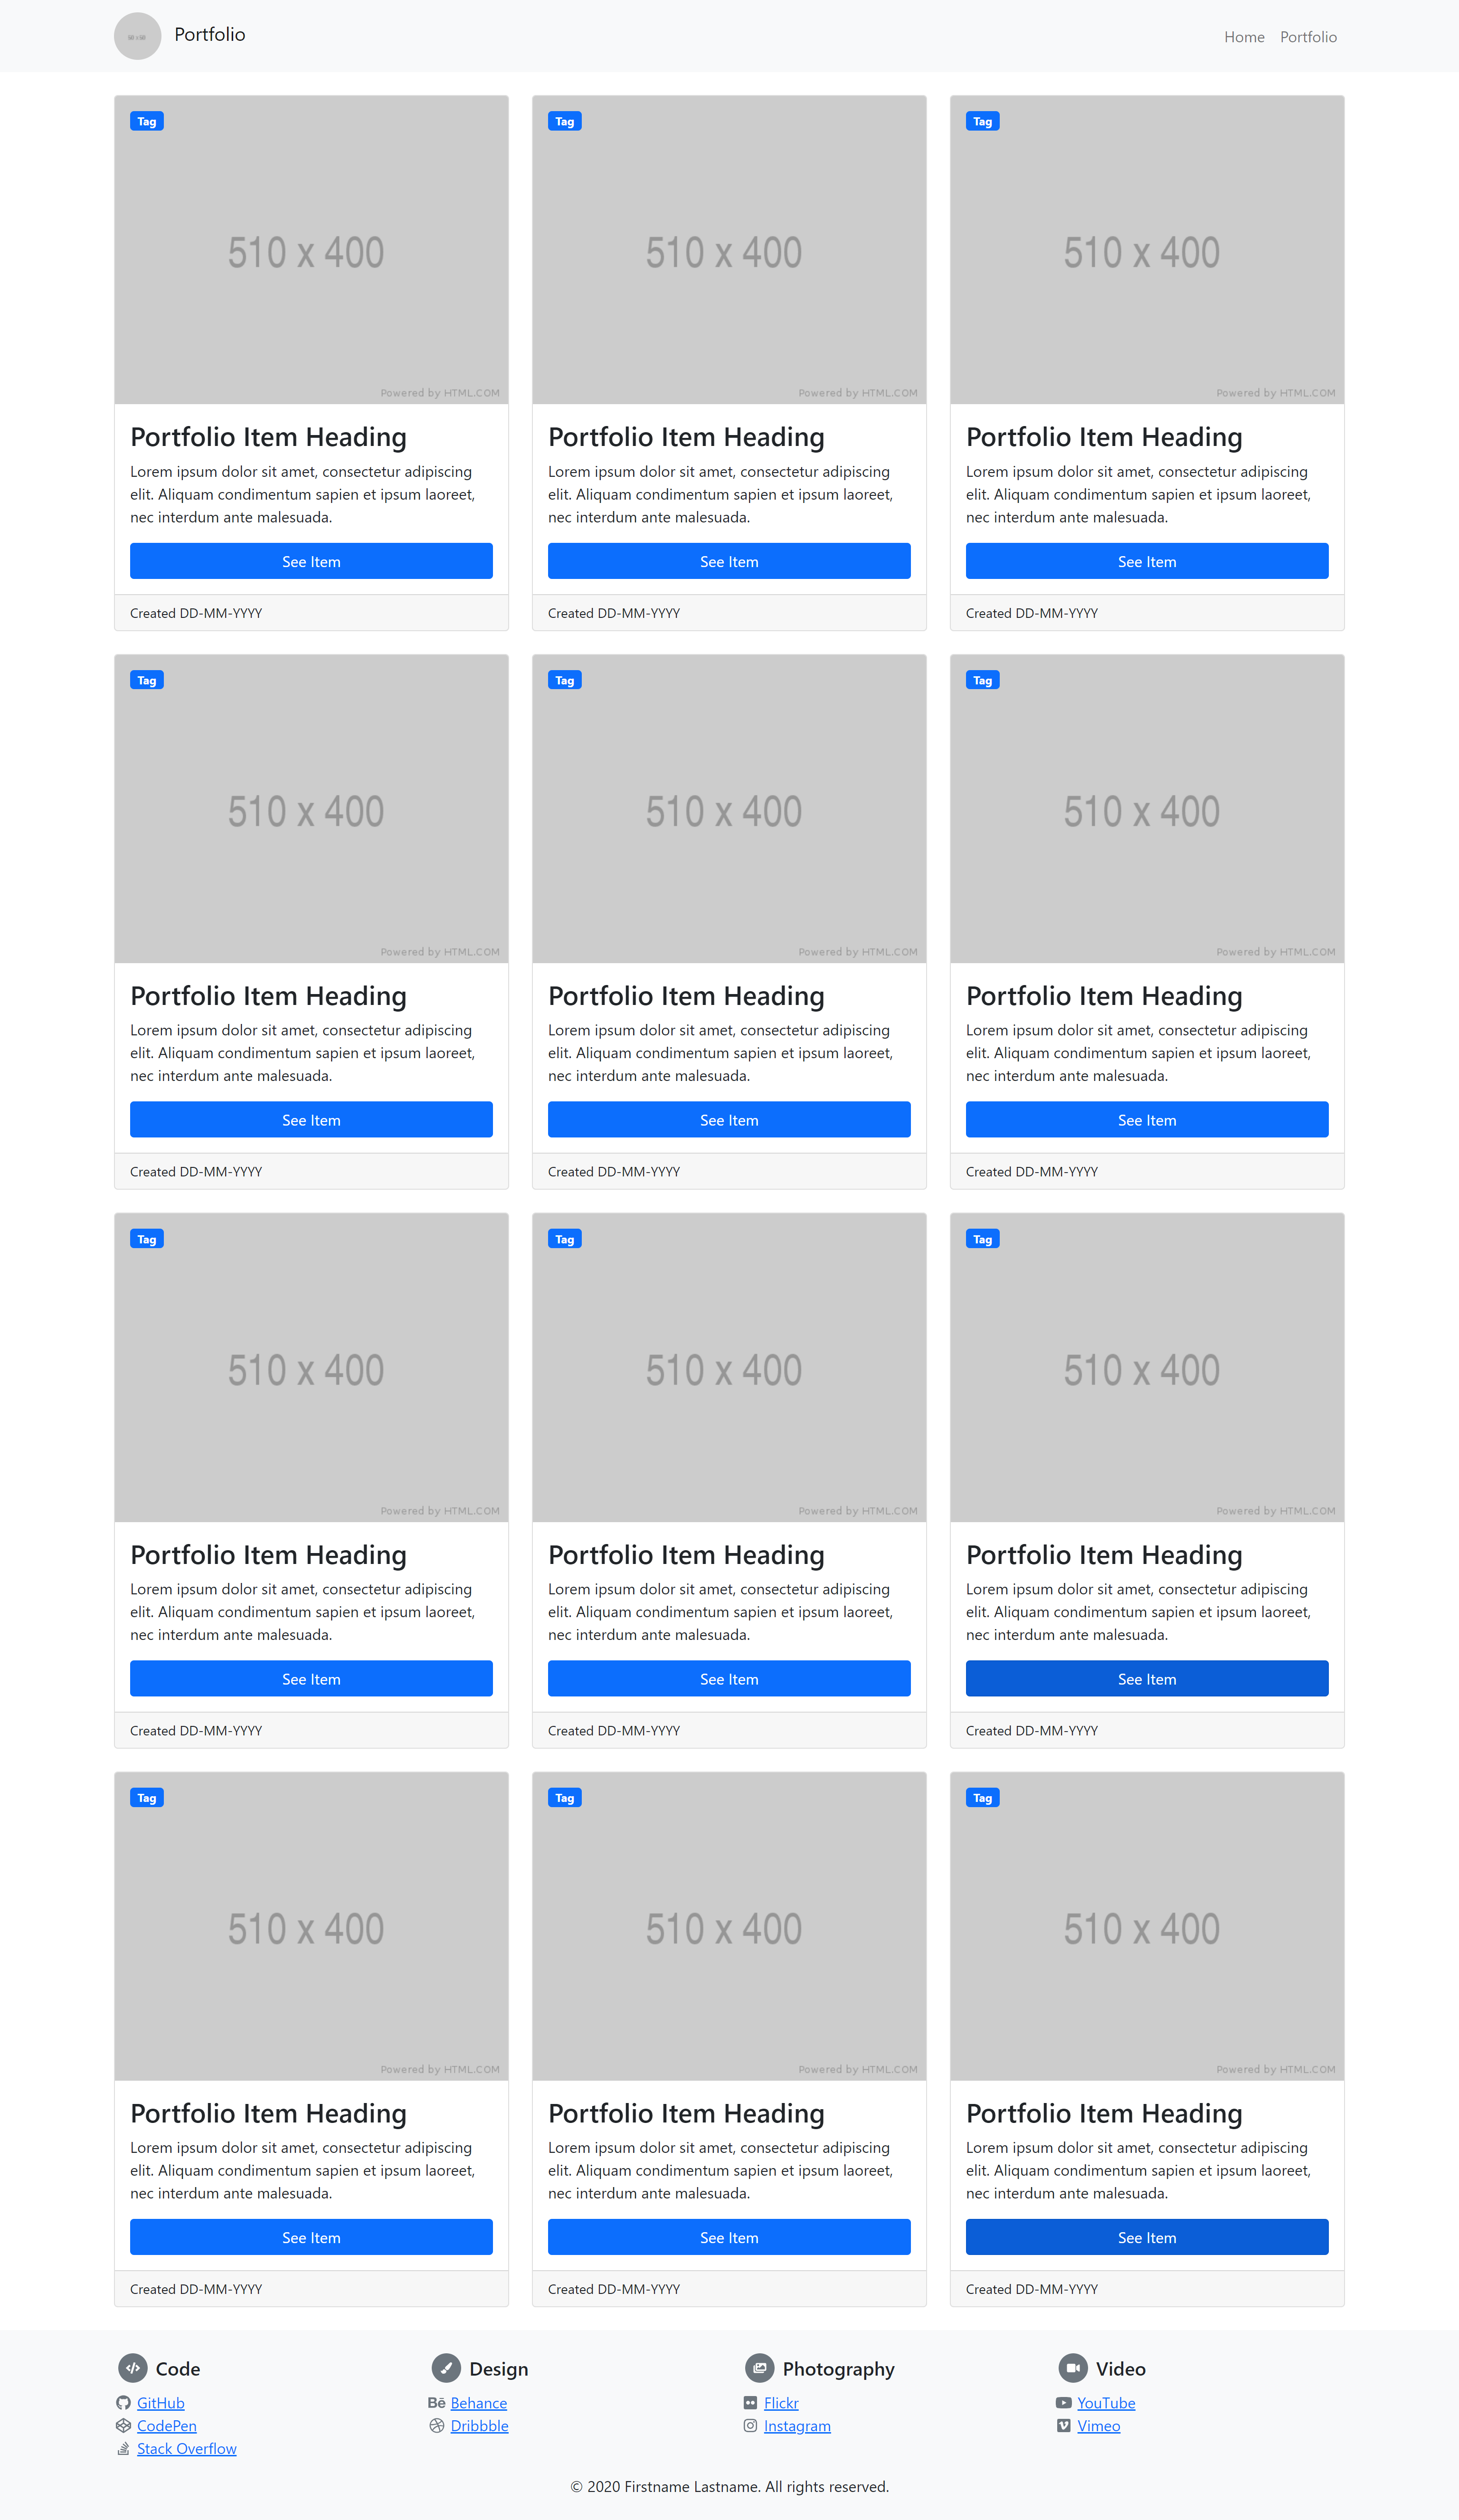 Portfolio
Home Portfolio
Tag Tag Tag
510 x 400 510 x 400 510 x 400
Powered by HTML.COM Powered by HTML.COM Powered by HTML.COM
Portfolio Item Heading Portfolio Item Heading Portfolio Item Heading
Lorem ipsum dolor sit amet, consectetur adipiscing Lorem ipsum dolor sit amet, consectetur adipiscing Lorem ipsum dolor sit amet, consectetur adipiscing
elit. Aliquam condimentum sapien et ipsum laoreet, elit. Aliquam condimentum sapien et ipsum laoreet, elit. Aliquam condimentum sapien et ipsum laoreet,
nec interdum ante malesuada. nec interdum ante malesuada. nec interdum ante malesuada.
See Item See Item See Item
Created DD-MM-YYYY Created DD-MM-YYYY Created DD-MM-YYYY
Tag Tag Tag
510 x 400 510 x 400 510 x 400
Powered by HTML.COM Powered by HTML.COM Powered by HTML.COM
Portfolio Item Heading Portfolio Item Heading Portfolio Item Heading
Lorem ipsum dolor sit amet, consectetur adipiscing Lorem ipsum dolor sit amet, consectetur adipiscing Lorem ipsum dolor sit amet, consectetur adipiscing
elit. Aliquam condimentum sapien et ipsum laoreet, elit. Aliquam condimentum sapien et ipsum laoreet, elit. Aliquam condimentum sapien et ipsum laoreet,
nec interdum ante malesuada. nec interdum ante malesuada. nec interdum ante malesuada.
See Item See Item See Item
Created DD-MM-YYYY Created DD-MM-YYYY Created DD-MM-YYYY
Tag Tag Tag
510 x 400 510 x 400 510 x 400
Powered by HTML.COM Powered by HTML.COM Powered by HTML.COM
Portfolio Item Heading Portfolio Item Heading Portfolio Item Heading
Lorem ipsum dolor sit amet, consectetur adipiscing Lorem ipsum dolor sit amet, consectetur adipiscing Lorem ipsum dolor sit amet, consectetur adipiscing
elit. Aliquam condimentum sapien et ipsum laoreet, elit. Aliquam condimentum sapien et ipsum laoreet, elit. Aliquam condimentum sapien et ipsum laoreet,
nec interdum ante malesuada. nec interdum ante malesuada. nec interdum ante malesuada.
See Item See Item See Item
Created DD-MM-YYYY Created DD-MM-YYYY Created DD-MM-YYYY
Tag Tag Tag
510 x 400 510 x 400 510 x 400
Powered by HTML.COM Powered by HTML.COM Powered by HTML.COM
Portfolio Item Heading Portfolio Item Heading Portfolio Item Heading
Lorem ipsum dolor sit amet, consectetur adipiscing Lorem ipsum dolor sit amet, consectetur adipiscing Lorem ipsum dolor sit amet, consectetur adipiscing
elit. Aliquam condimentum sapien et ipsum laoreet, elit. Aliquam condimentum sapien et ipsum laoreet, elit. Aliquam condimentum sapien et ipsum laoreet,
nec interdum ante malesuada. nec interdum ante malesuada. nec interdum ante malesuada.
See Item See Item See Item
Created DD-MM-YYYY Created DD-MM-YYYY Created DD-MM-YYYY
Code
GitHub
CodePen
Stack Overflow
Design
Behance
Dribbble
Photography
Flickr
Instagram
Video
YouTube
Vimeo
© 2020 Firstname Lastname. All rights reserved.